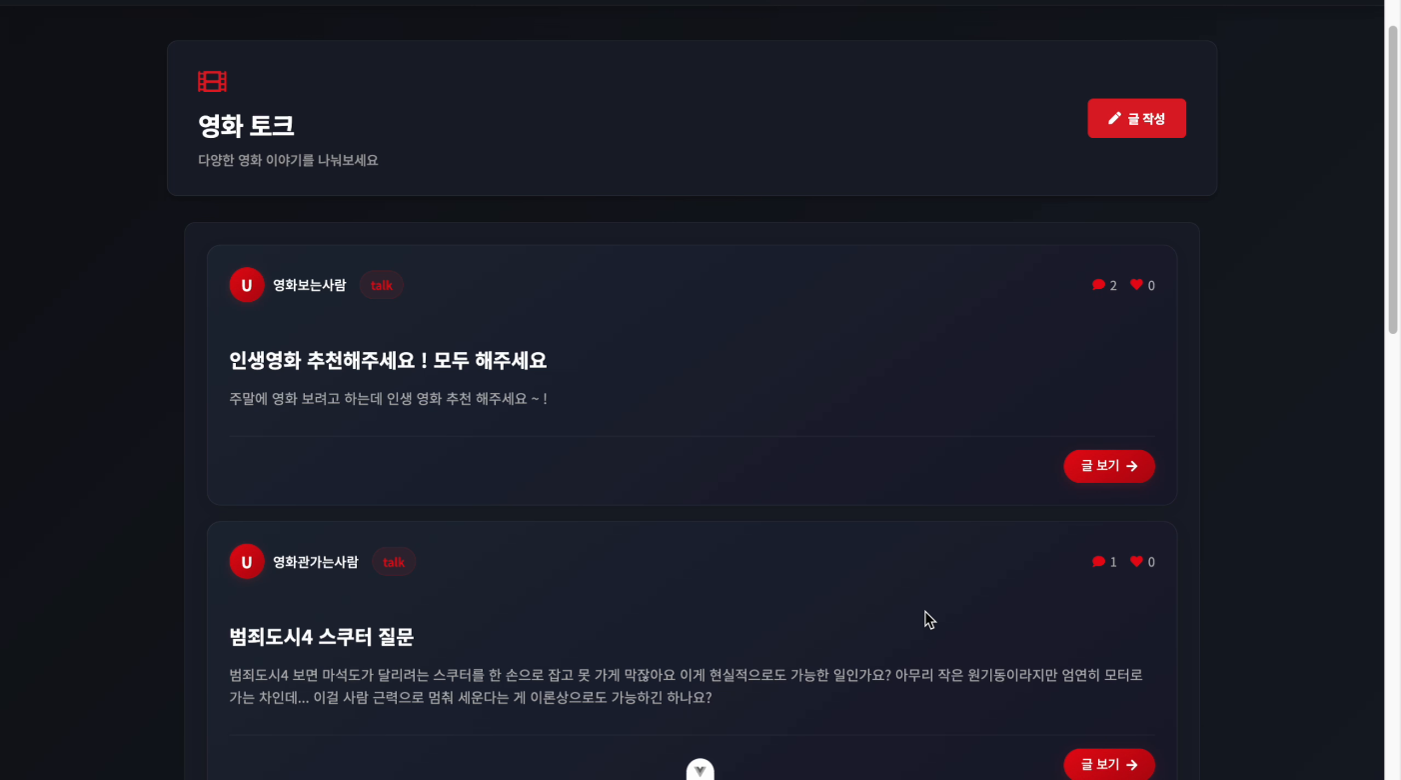 영화 토크
다양한 영화 이야기를 나눠보세요
글 작성
U 영화보는사람 talk 2 0
인생영화 추천해주세요 ! 모두 해주세요
주말에 영화 보려고 하는데 인생 영화 추천 해주세요 ~ !
글 보기 →
U 영화관가는사람 talk 1 0
범죄도시4 스쿠터 질문
범죄도시4 보면 마석도가 달리려는 스쿠터를 한 손으로 잡고 못 가게 막잖아요 이게 현실적으로도 가능한 일인가요? 아무리 작은 원기동이라지만 엄연히 모터로
가는 차인데... 이걸 사람 근력으로 멈춰 세운다는 게 이론상으로도 가능하긴 하나요?
글 보기 →